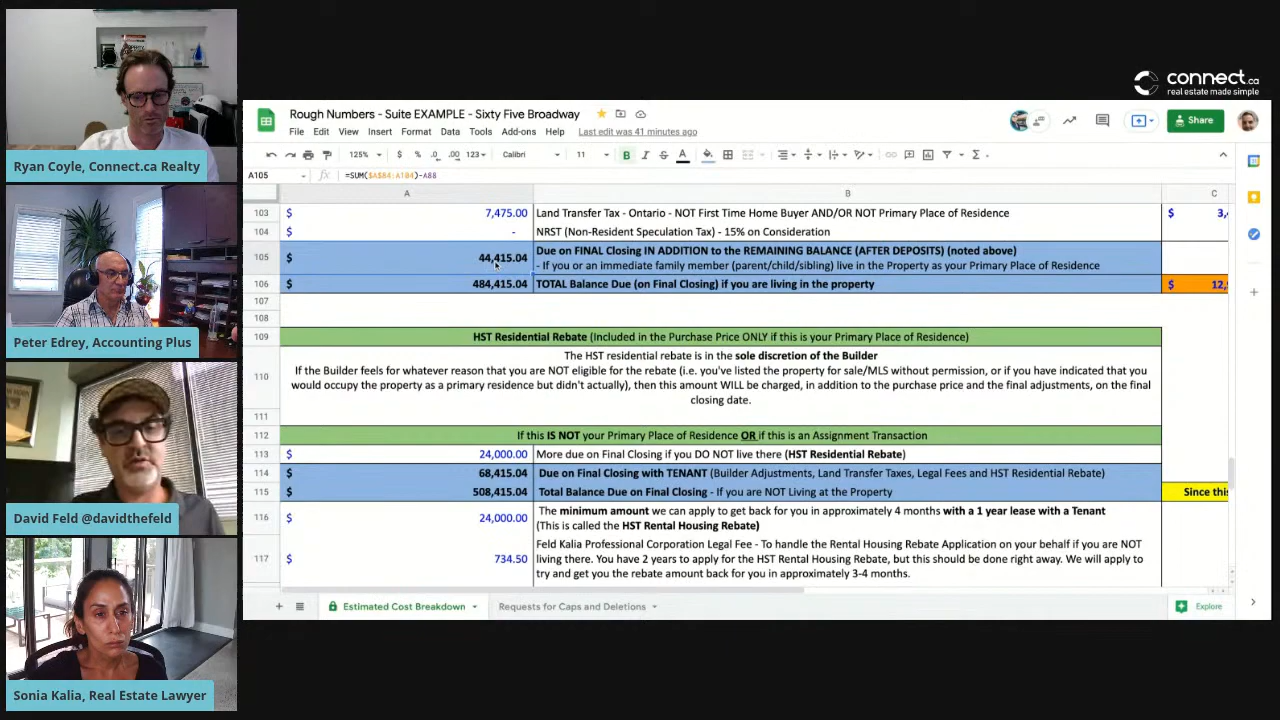 Ryan Coyle, Connect.ca Realty
Peter Edrey, Accounting Plus
David Feld @davidthefeld
Sonia Kalia, Real Estate Lawyer
connect.ca
real estate made simple
Rough Numbers - Suite EXAMPLE - Sixty Five Broadway
File Edit View Insert Format Data Tools Add-ons Help Last edit was 41 minutes ago
Share
125% $ % .0 .00 123 Calibri 11 B I S A
A105 fx =SUM($A$84:A104)-A88
A B C
103 $ 7,475.00 Land Transfer Tax - Ontario - NOT First Time Home Buyer AND/OR NOT Primary Place of Residence $ 3,
104 $ - NRST (Non-Resident Speculation Tax) - 15% on Consideration
105 $ 44,415.04 Due on FINAL Closing IN ADDITION to the REMAINING BALANCE (AFTER DEPOSITS) (noted above)
- If you or an immediate family member (parent/child/sibling) live in the Property as your Primary Place of Residence
106 $ 484,415.04 TOTAL Balance Due (on Final Closing) if you are living in the property $ 12,
107
108
109 HST Residential Rebate (Included in the Purchase Price ONLY if this is your Primary Place of Residence)
The HST residential rebate is in the sole discretion of the Builder
110 If the Builder feels for whatever reason that you are NOT eligible for the rebate (i.e. you've listed the property for sale/MLS without permission, or if you have indicated that you
would occupy the property as a primary residence but didn't actually), then this amount WILL be charged, in addition to the purchase price and the final adjustments, on the final
closing date.
111
112 If this IS NOT your Primary Place of Residence OR if this is an Assignment Transaction
113 $ 24,000.00 More due on Final Closing if you DO NOT live there (HST Residential Rebate)
114 $ 68,415.04 Due on Final Closing with TENANT (Builder Adjustments, Land Transfer Taxes, Legal Fees and HST Residential Rebate)
115 $ 508,415.04 Total Balance Due on Final Closing - If you are NOT Living at the Property Since this
116 $ 24,000.00 The minimum amount we can apply to get back for you in approximately 4 months with a 1 year lease with a Tenant
(This is called the HST Rental Housing Rebate)
117 $ 734.50 Feld Kalia Professional Corporation Legal Fee - To handle the Rental Housing Rebate Application on your behalf if you are NOT
living there. You have 2 years to apply for the HST Rental Housing Rebate, but this should be done right away. We will apply to
try and get you the rebate amount back for you in approximately 3-4 months.
Estimated Cost Breakdown Requests for Caps and Deletions Explore